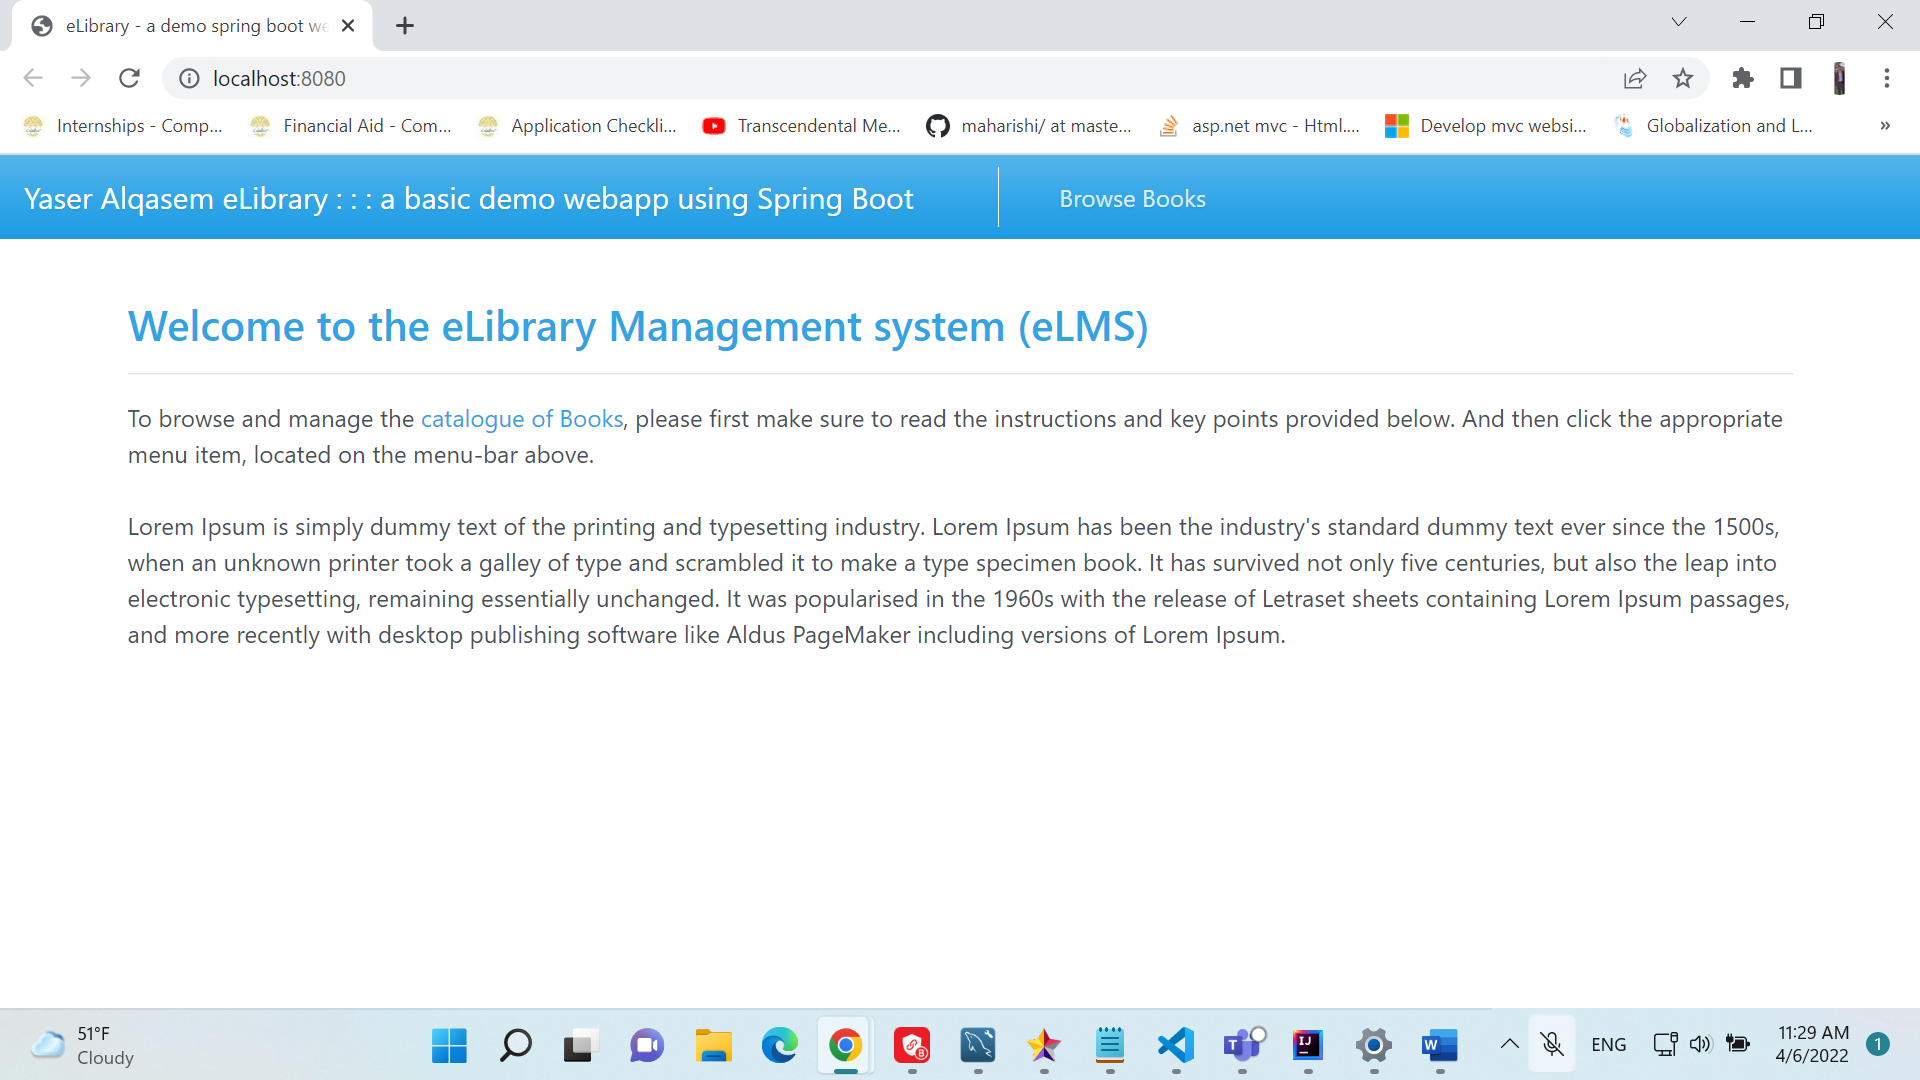 eLibrary - a demo spring boot we
localhost:8080
Internships - Comp... Financial Aid - Com... Application Checkli... Transcendental Me... maharishi/ at maste... asp.net mvc - Html.... Develop mvc websi... Globalization and L... »
Yaser Alqasem eLibrary : : : a basic demo webapp using Spring Boot Browse Books
Welcome to the eLibrary Management system (eLMS)
To browse and manage the catalogue of Books, please first make sure to read the instructions and key points provided below. And then click the appropriate
menu item, located on the menu-bar above.
Lorem Ipsum is simply dummy text of the printing and typesetting industry. Lorem Ipsum has been the industry's standard dummy text ever since the 1500s,
when an unknown printer took a galley of type and scrambled it to make a type specimen book. It has survived not only five centuries, but also the leap into
electronic typesetting, remaining essentially unchanged. It was popularised in the 1960s with the release of Letraset sheets containing Lorem Ipsum passages,
and more recently with desktop publishing software like Aldus PageMaker including versions of Lorem Ipsum.
51°F
Cloudy
ENG
11:29 AM
4/6/2022
1